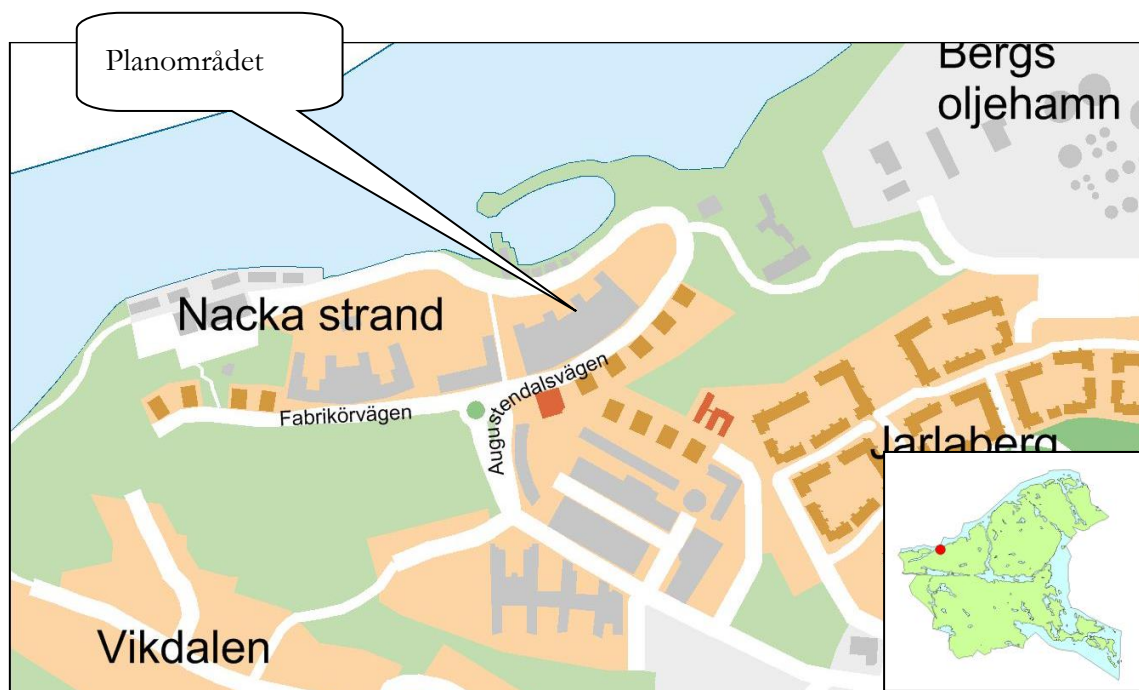 Planområdet
Bergs
oljehamn
Nacka strand
Augustendalsvägen
Fabrikörvägen
Jarlaberg
Vikdalen